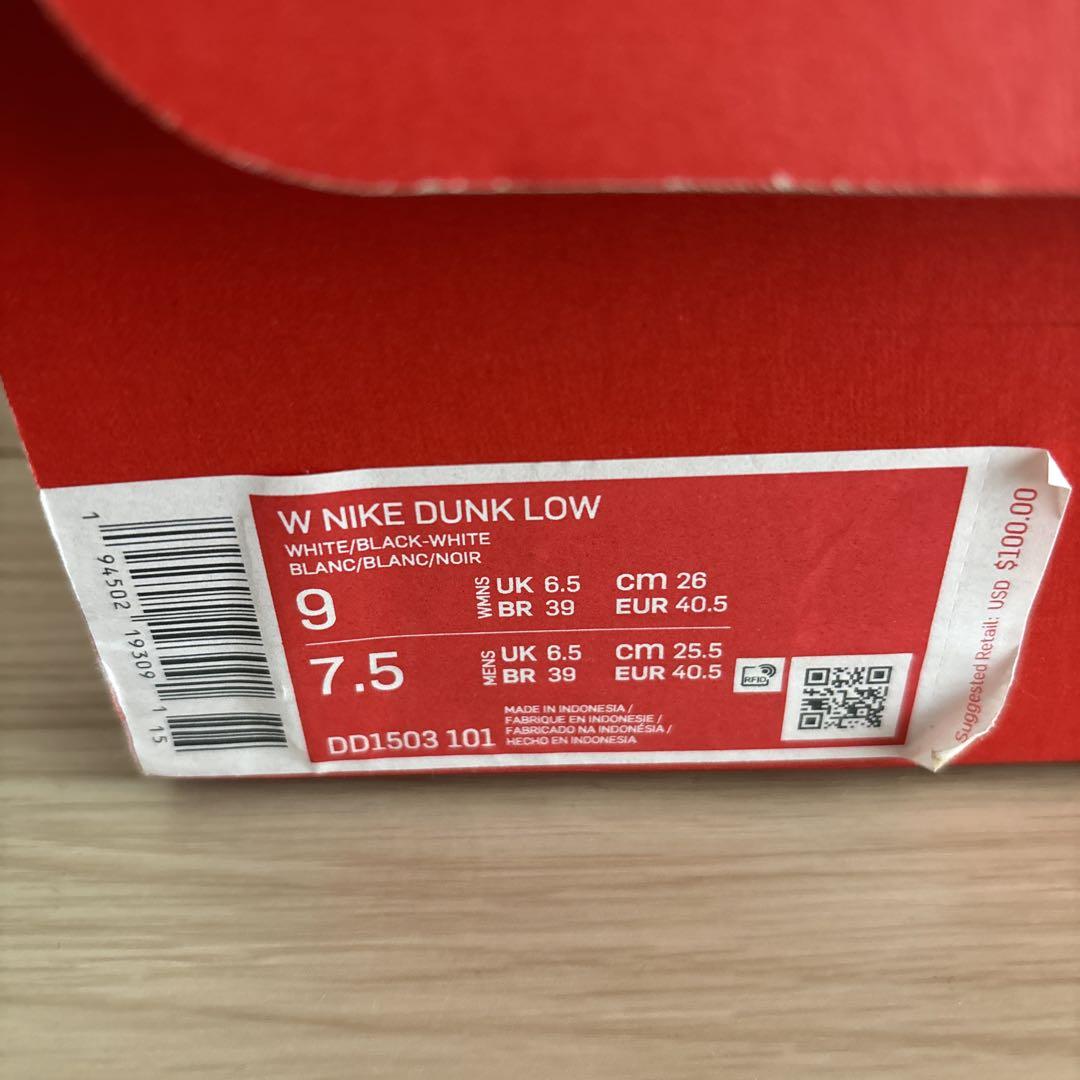 W NIKE DUNK LOW
WHITE/BLACK-WHITE
BLANC/BLANC/NOIR
9
WMNS
UK 6.5 cm 26
BR 39 EUR 40.5
7.5
MENS
UK 6.5 cm 25.5
BR 39 EUR 40.5
RFID
DD1503 101
MADE IN INDONESIA /
FABRIQUE EN INDONESIE /
FABRICADO NA INDONÉSIA /
HECHO EN INDONESIA
1 94502 19309 1 15
Suggested Retail: USD $100.00